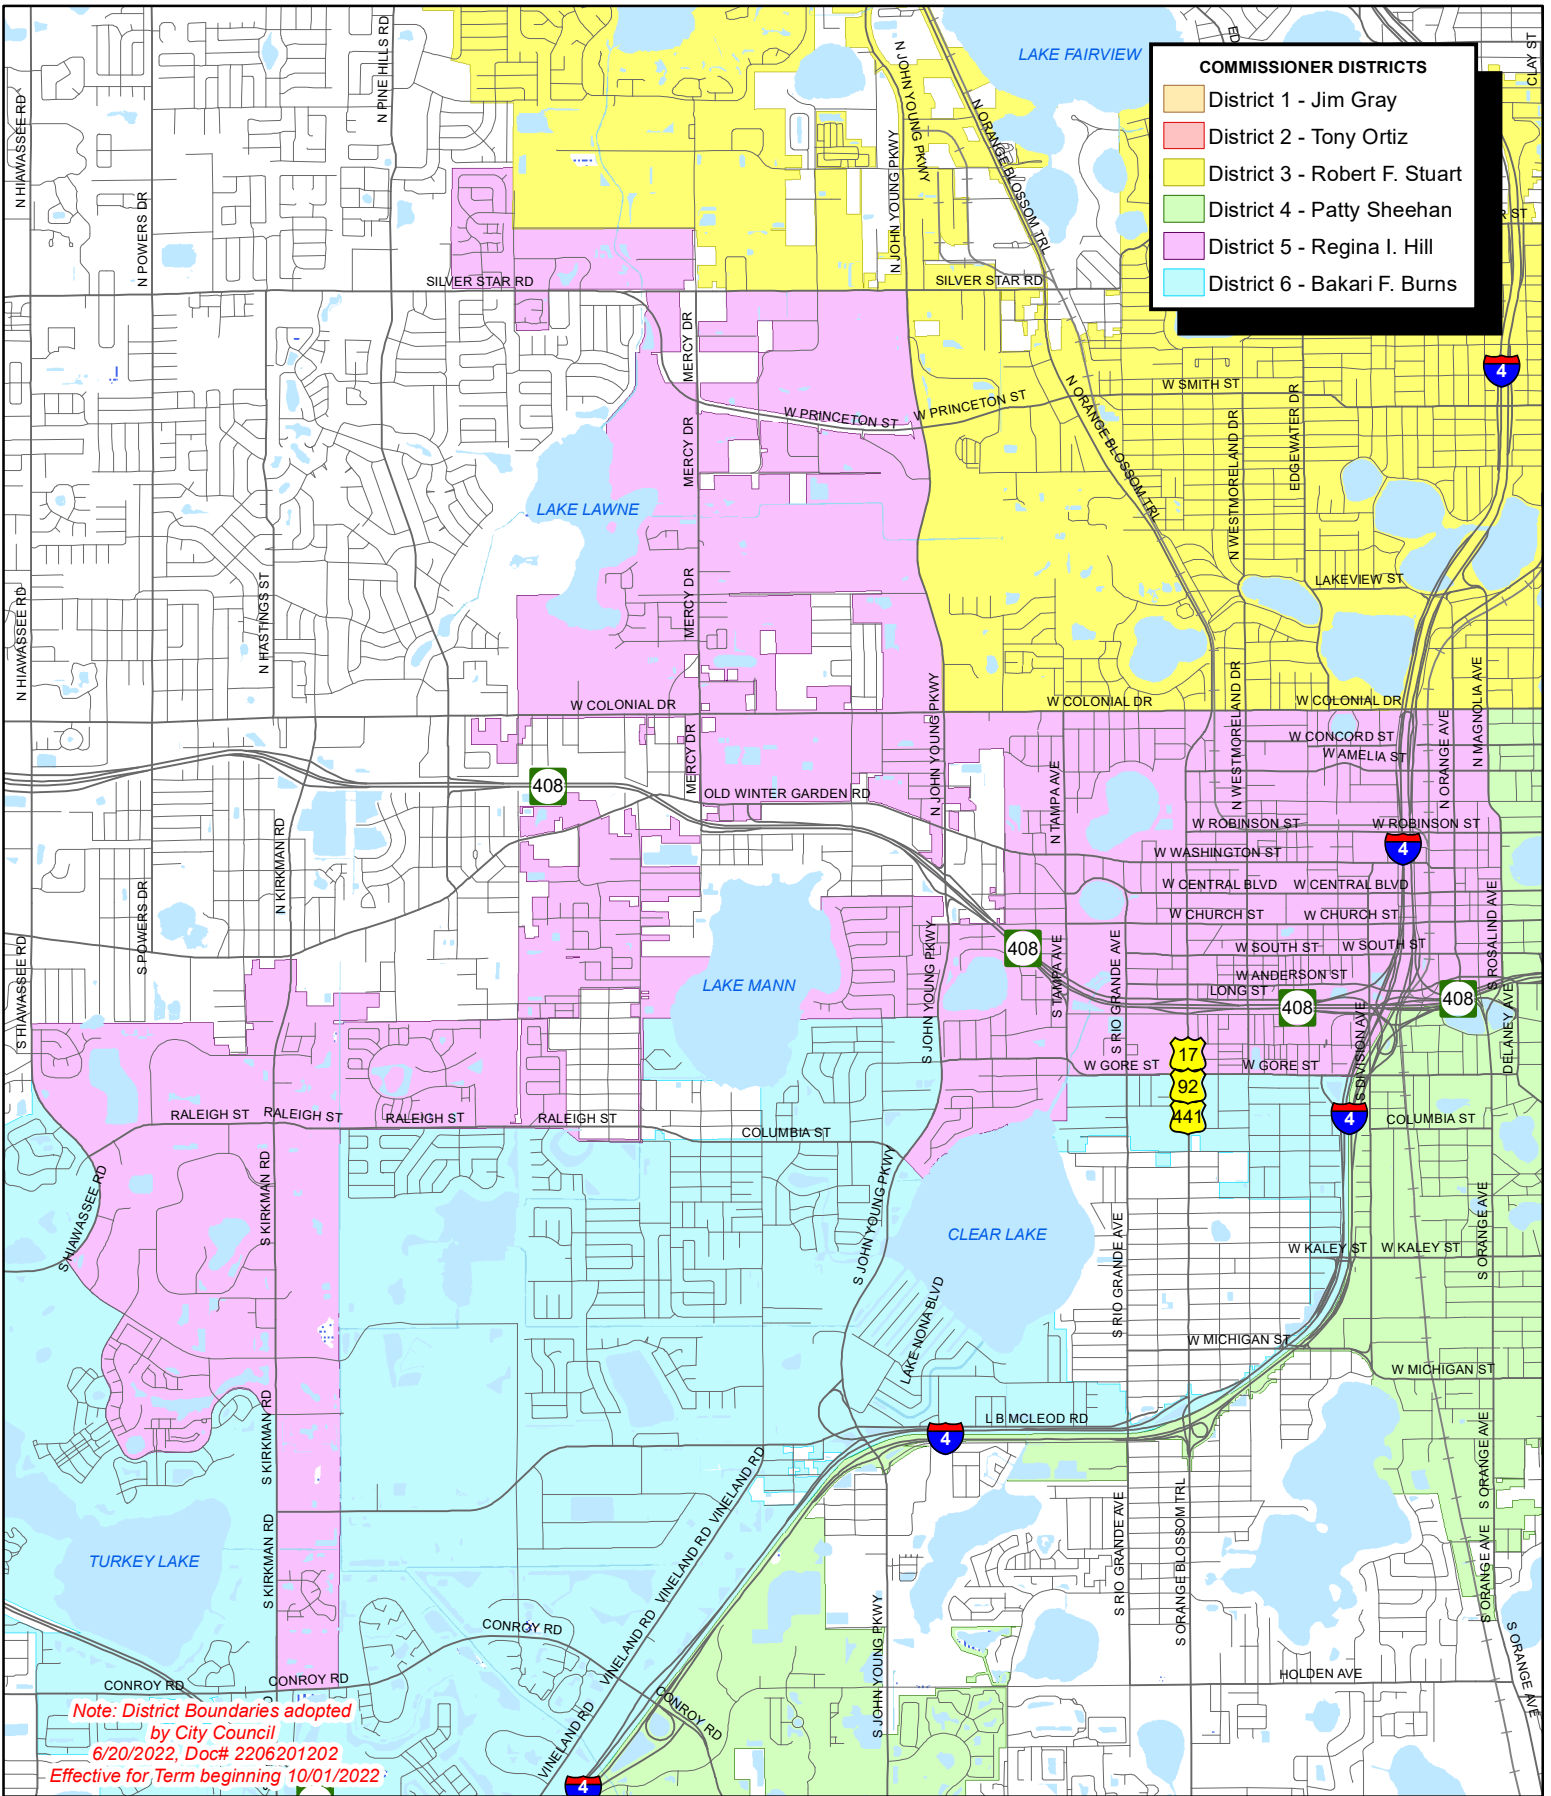 LAKE FAIRVIEW
COMMISSIONER DISTRICTS
District 1 - Jim Gray
District 2 - Tony Ortiz
District 3 - Robert F. Stuart
District 4 - Patty Sheehan
District 5 - Regina I. Hill
District 6 - Bakari F. Burns
CLAY ST
N HIAWASSEE RD
N POWERS DR
N PINE HILLS RD
N JOHN YOUNG PKWY
N JOHN YOUNG PKWY
N ORANGE BLOSSOM TRL
SILVER STAR RD
SILVER STAR RD
MERCY DR
4
W SMITH ST
W PRINCETON ST
W PRINCETON ST
N ORANGE BLOSSOM TRL
N WESTMORELAND DR
EDGEWATER DR
MERCY DR
LAKE LAWNE
LAKEVIEW ST
N HIAWASSEE RD
N HASTINGS ST
MERCY DR
W COLONIAL DR
W COLONIAL DR
W COLONIAL DR
N JOHN YOUNG PKWY
N WESTMORELAND DR
N MAGNOLIA AVE
N ORANGE AVE
W CONCORD ST
W AMELIA ST
MERCY DR
408
OLD WINTER GARDEN RD
N TAMPA AVE
W ROBINSON ST
W ROBINSON ST
4
N KIRKMAN RD
W WASHINGTON ST
W CENTRAL BLVD
W CENTRAL BLVD
S POWERS DR
W CHURCH ST
W CHURCH ST
S ROSALIND AVE
S HIAWASSEE RD
408
W SOUTH ST
W SOUTH ST
LAKE MANN
S JOHN YOUNG PKWY
S TAMPA AVE
S RIO GRANDE AVE
W ANDERSON ST
LONG ST
408
408
DELANEY AVE
S DIVISION AVE
17
W GORE ST
W GORE ST
92
441
4
RALEIGH ST
RALEIGH ST
RALEIGH ST
RALEIGH ST
COLUMBIA ST
COLUMBIA ST
S HIAWASSEE RD
S KIRKMAN RD
S JOHN YOUNG PKWY
CLEAR LAKE
S RIO GRANDE AVE
W KALEY ST
W KALEY ST
S ORANGE AVE
LAKE NONA BLVD
W MICHIGAN ST
W MICHIGAN ST
S KIRKMAN RD
L B MCLEOD RD
4
S ORANGE AVE
VINELAND RD
S KIRKMAN RD
TURKEY LAKE
VINELAND RD
S RIO GRANDE AVE
S ORANGE BLOSSOM TRL
S ORANGE AVE
CONROY RD
VINELAND RD
S JOHN YOUNG PKWY
S ORANGE AVE
CONROY RD
CONROY RD
HOLDEN AVE
CONROY RD
VINELAND RD
Note: District Boundaries adopted
by City Council
6/20/2022, Doc# 2206201202
Effective for Term beginning 10/01/2022
4